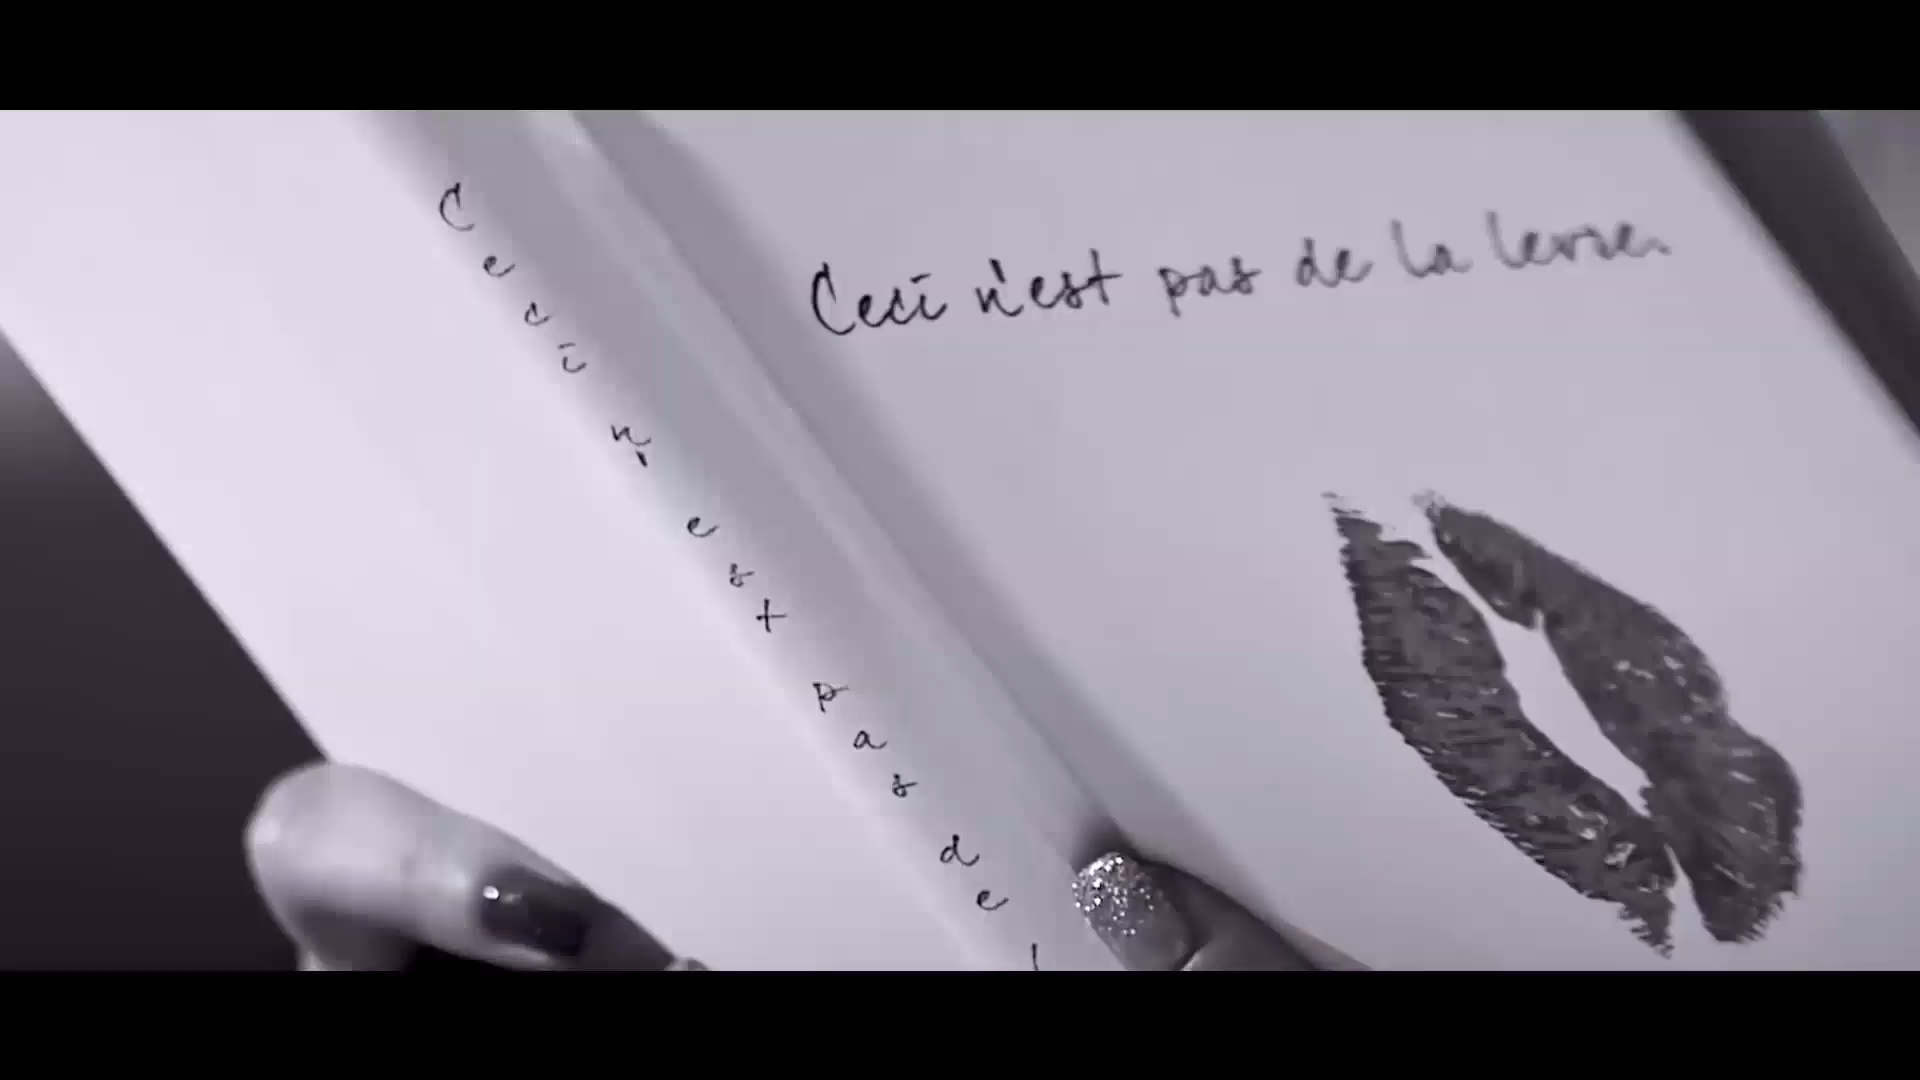 Ceci n'est pas de l
Ceci n'est pas de la levre.